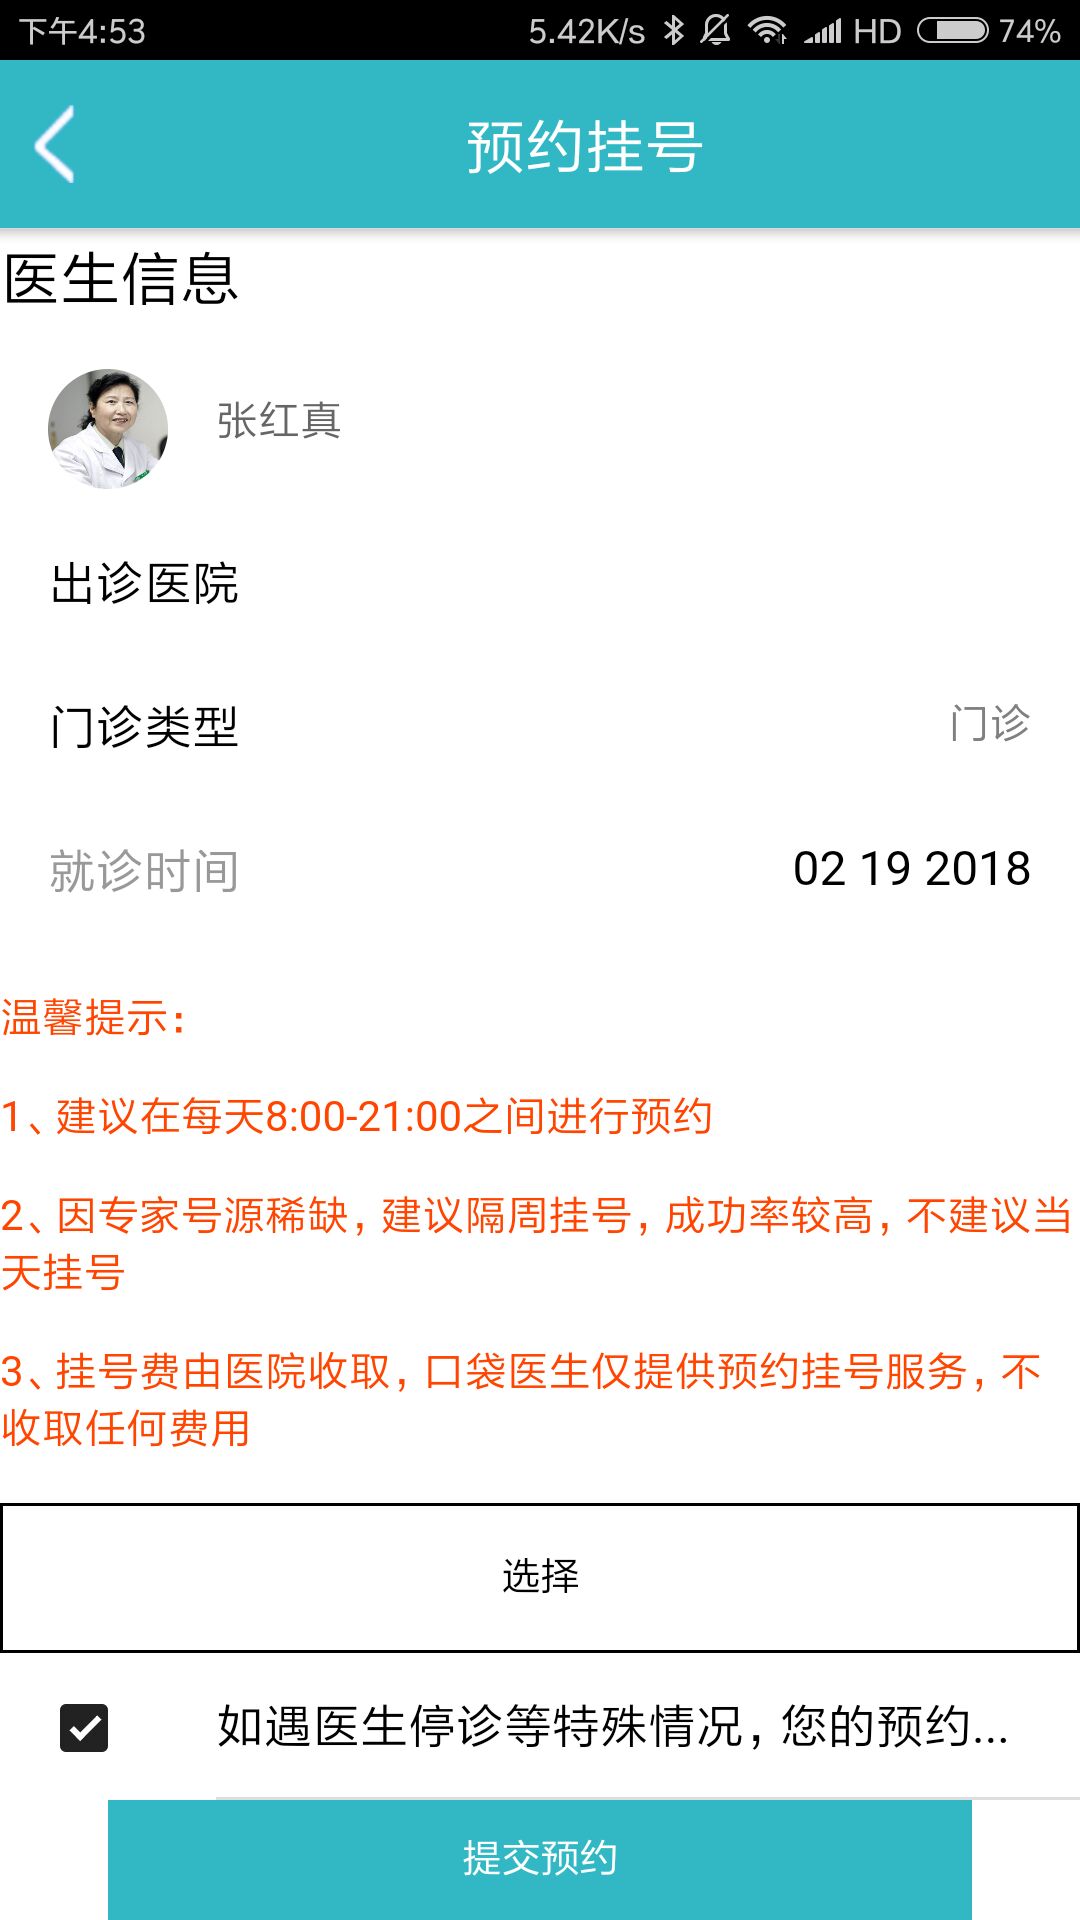 下午4:53 5.42K/s HD 74%
预约挂号
医生信息
张红真
出诊医院
门诊类型 门诊
就诊时间 02 19 2018
温馨提示：
1、建议在每天8:00-21:00之间进行预约
2、因专家号源稀缺，建议隔周挂号，成功率较高，不建议当
天挂号
3、挂号费由医院收取，口袋医生仅提供预约挂号服务，不
收取任何费用
选择
如遇医生停诊等特殊情况，您的预约...
提交预约